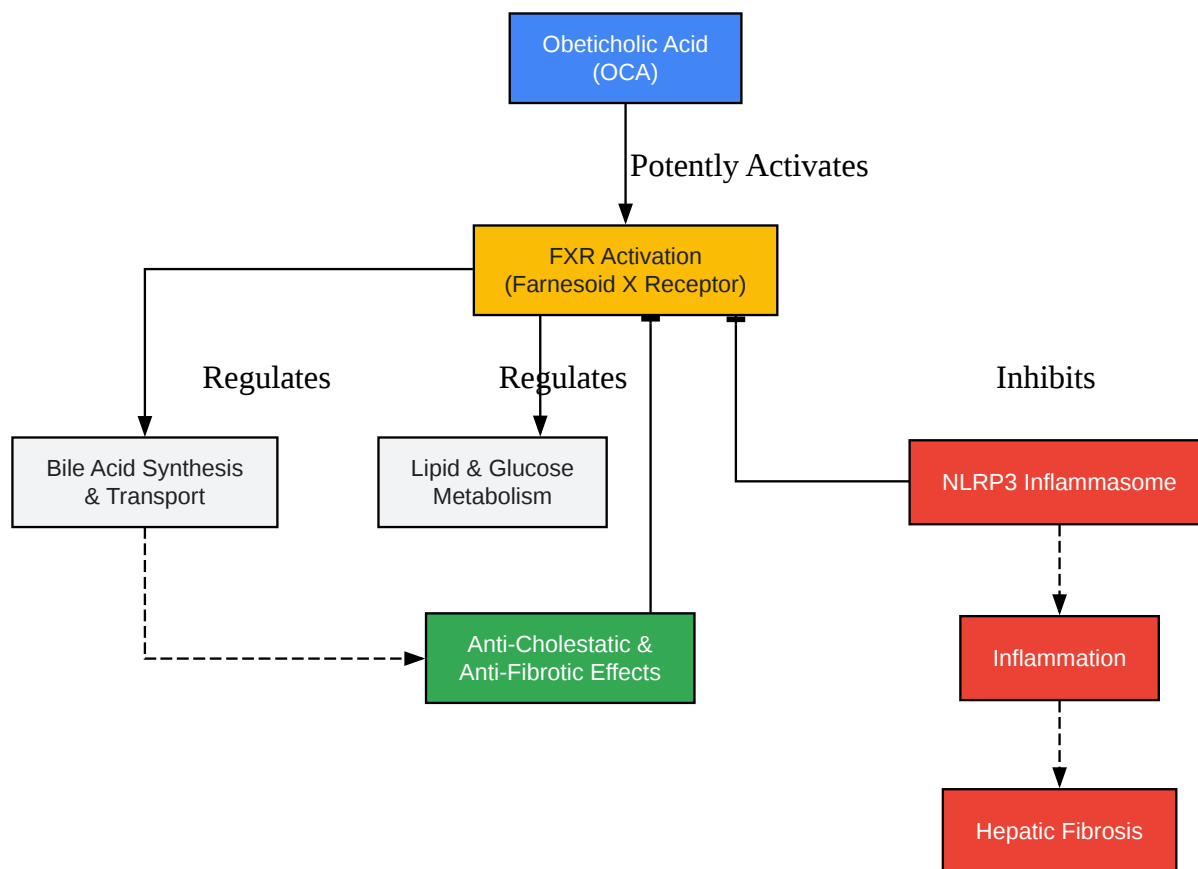 Obeticholic Acid
(OCA)
Potently Activates
FXR Activation
(Farnesoid X Receptor)
Regulates
Regulates
Inhibits
Bile Acid Synthesis
& Transport
Lipid & Glucose
Metabolism
NLRP3 Inflammasome
Anti-Cholestatic &
Anti-Fibrotic Effects
Inflammation
Hepatic Fibrosis